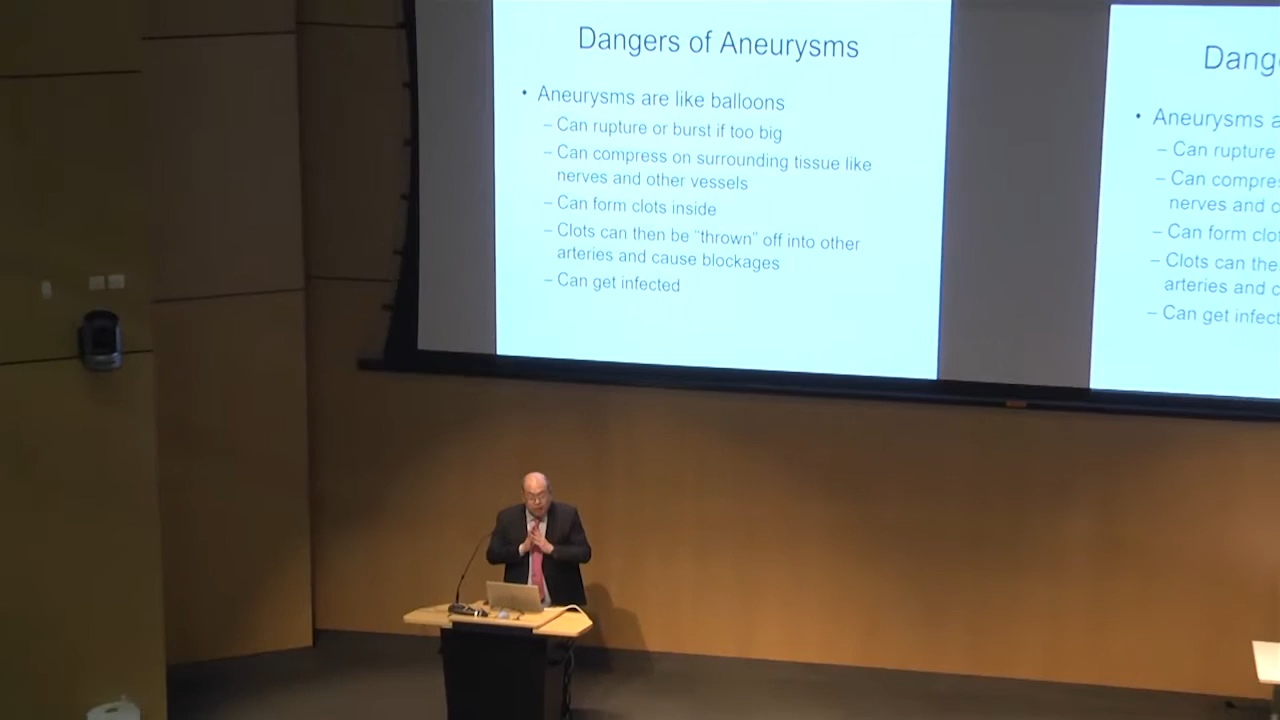 Dangers of Aneurysms
• Aneurysms are like balloons
– Can rupture or burst if too big
– Can compress on surrounding tissue like
nerves and other vessels
– Can form clots inside
– Clots can then be “thrown” off into other
arteries and cause blockages
– Can get infected
Dang
• Aneurysms a
– Can rupture
– Can compres
nerves and o
– Can form clot
– Clots can the
arteries and c
– Can get infect